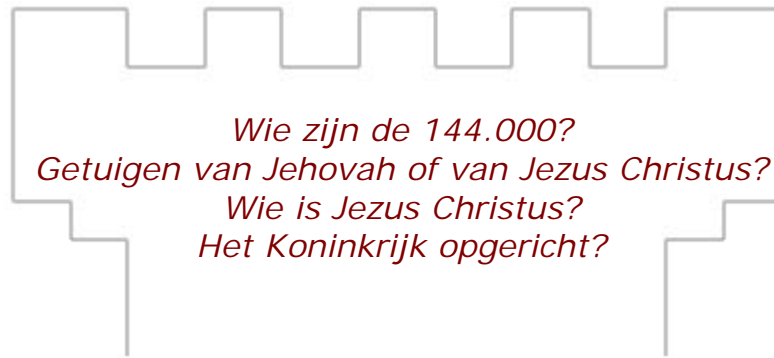 Wie zijn de 144.000?
Getuigen van Jehovah of van Jezus Christus?
Wie is Jezus Christus?
Het Koninkrijk opgericht?